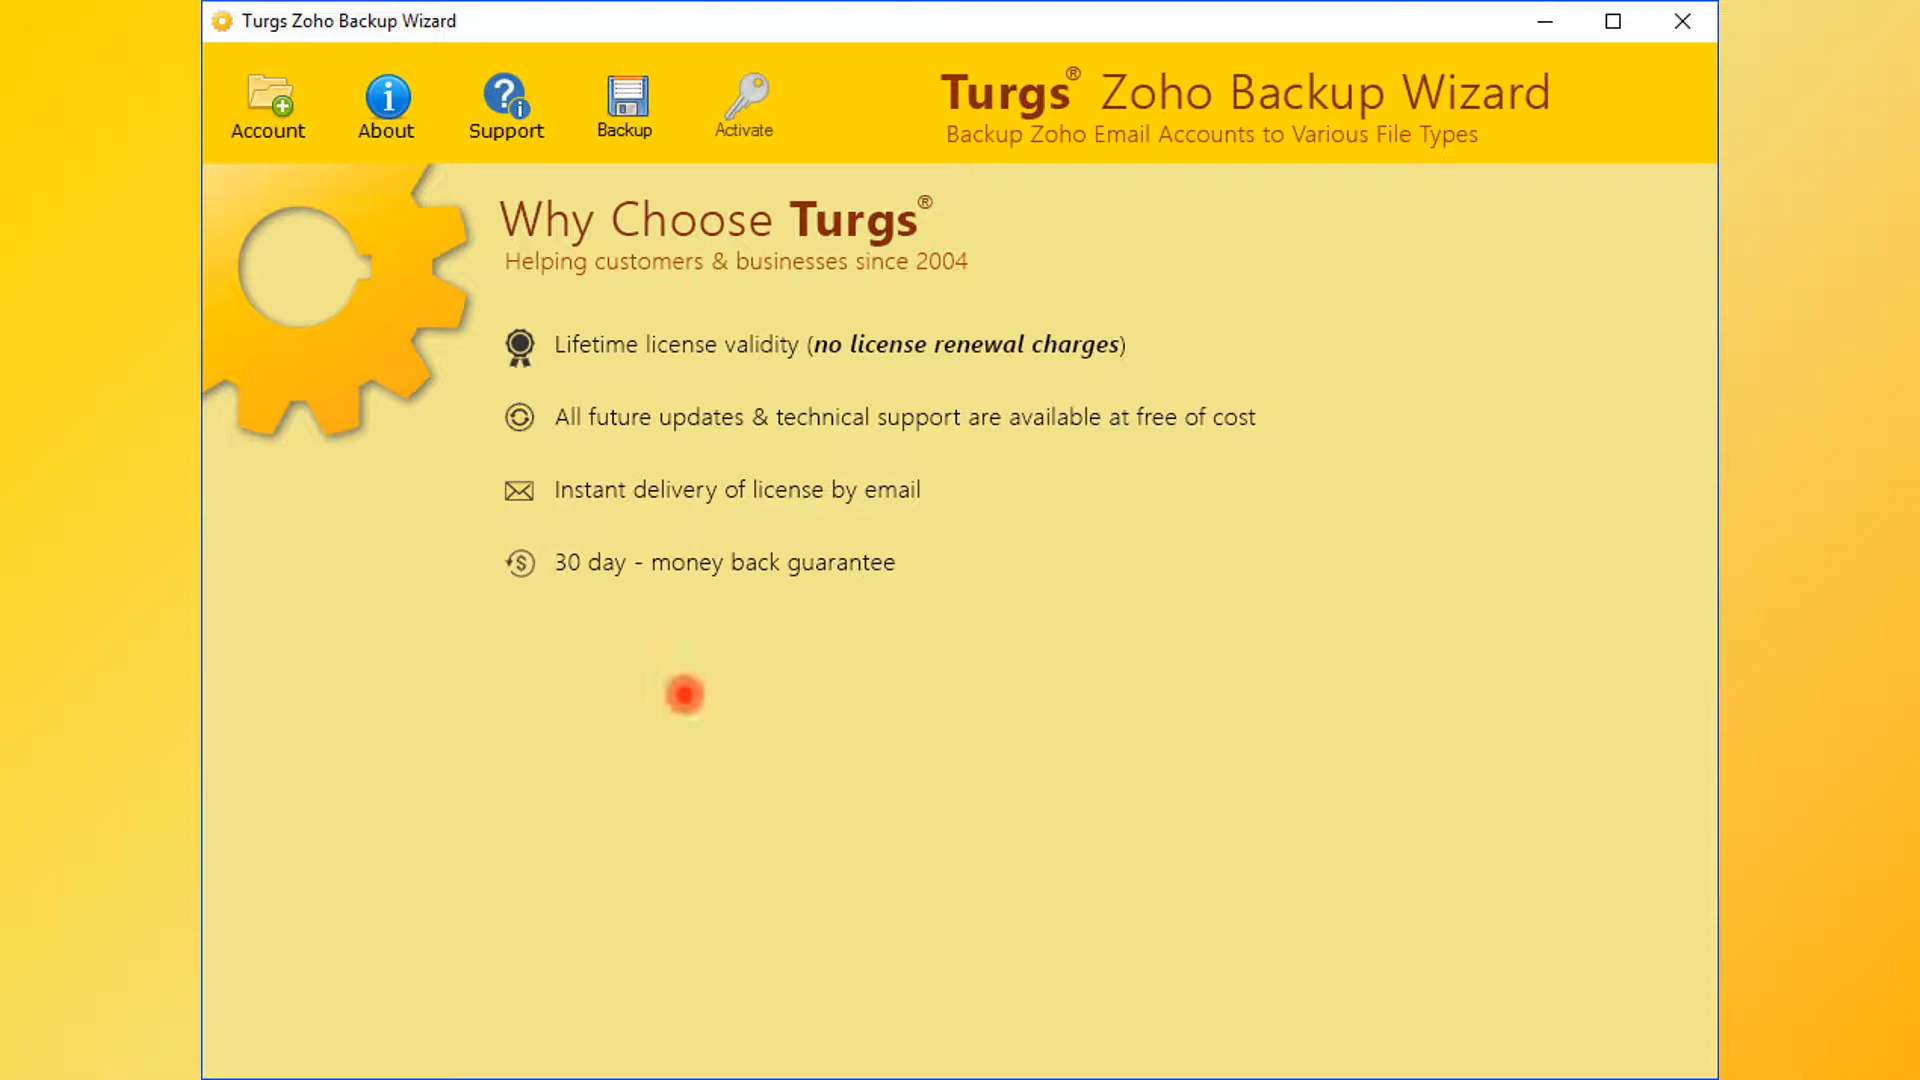 Turgs Zoho Backup Wizard
Account
About
Support
Backup
Activate
Turgs® Zoho Backup Wizard
Backup Zoho Email Accounts to Various File Types
Why Choose Turgs®
Helping customers & businesses since 2004
Lifetime license validity (no license renewal charges)
All future updates & technical support are available at free of cost
Instant delivery of license by email
30 day - money back guarantee